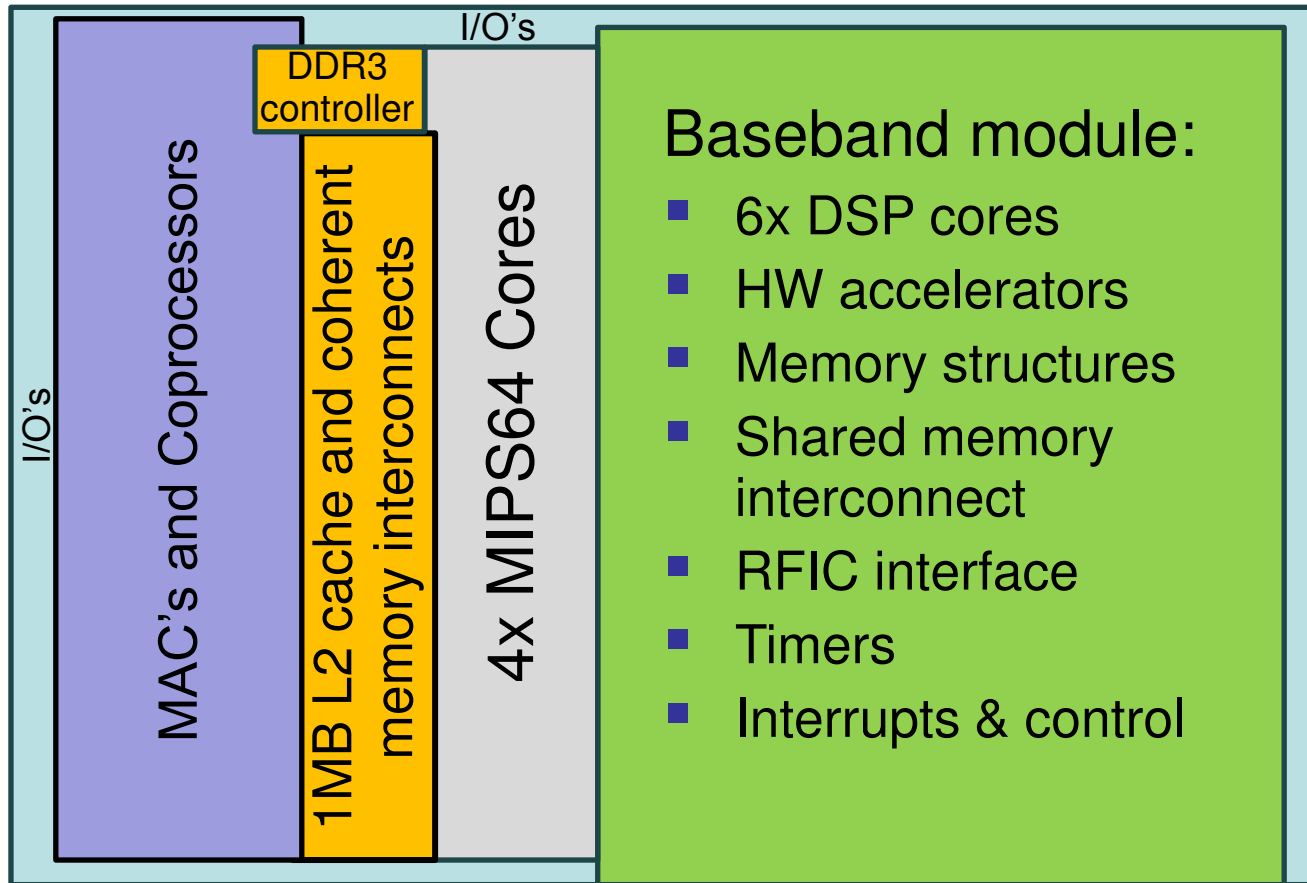 I/O's
I/O's
MAC's and Coprocessors
DDR3
controller
1MB L2 cache and coherent
memory interconnects
4x MIPS64 Cores
Baseband module:
6x DSP cores
HW accelerators
Memory structures
Shared memory
interconnect
RFIC interface
Timers
Interrupts & control
I/O's